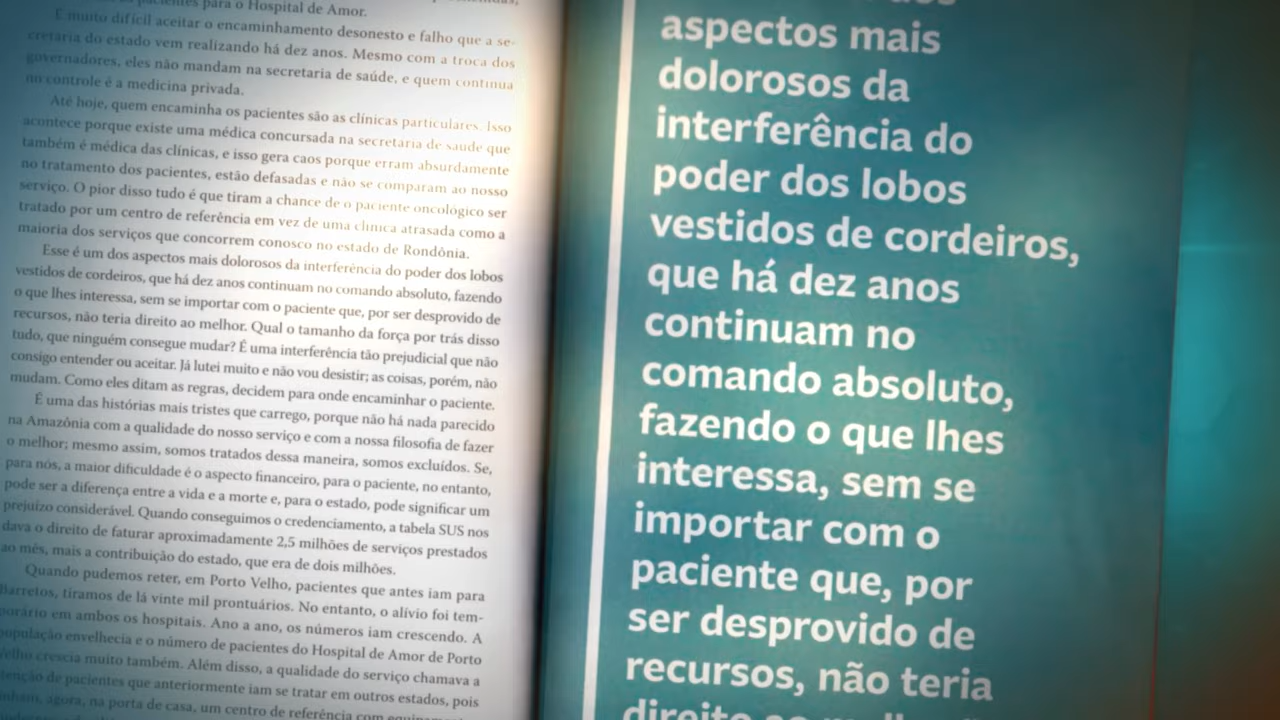 pacientes para o Hospital de Amor.
É muito difícil aceitar o encaminhamento desonesto e falho que a se-
cretaria do estado vem realizando há dez anos. Mesmo com a troca dos
governadores, eles não mandam na secretaria de saúde, e quem continua
no controle é a medicina privada.
Até hoje, quem encaminha os pacientes são as clínicas particulares. Isso
acontece porque existe uma médica concursada na secretaria de saúde que
também é médica das clínicas, e isso gera caos porque erram absurdamente
no tratamento dos pacientes, estão defasadas e não se comparam ao nosso
serviço. O pior disso tudo é que tiram a chance de o paciente oncológico ser
tratado por um centro de referência em vez de uma clínica atrasada como a
maioria dos serviços que concorrem conosco no estado de Rondônia.
Esse é um dos aspectos mais dolorosos da interferência do poder dos lobos
vestidos de cordeiros, que há dez anos continuam no comando absoluto, fazendo
o que lhes interessa, sem se importar com o paciente que, por ser desprovido de
recursos, não teria direito ao melhor. Qual o tamanho da força por trás disso
tudo, que ninguém consegue mudar? É uma interferência tão prejudicial que não
consigo entender ou aceitar. Já lutei muito e não vou desistir; as coisas, porém, não
mudam. Como eles ditam as regras, decidem para onde encaminhar o paciente.
É uma das histórias mais tristes que carrego, porque não há nada parecido
na Amazônia com a qualidade do nosso serviço e com a nossa filosofia de fazer
o melhor; mesmo assim, somos tratados dessa maneira, somos excluídos. Se,
para nós, a maior dificuldade é o aspecto financeiro, para o paciente, no entanto,
pode ser a diferença entre a vida e a morte e, para o estado, pode significar um
prejuízo considerável. Quando conseguimos o credenciamento, a tabela SUS nos
dava o direito de faturar aproximadamente 2,5 milhões de serviços prestados
ao mês, mais a contribuição do estado, que era de dois milhões.
Quando pudemos reter, em Porto Velho, pacientes que antes iam para
Barretos, tiramos de lá vinte mil prontuários. No entanto, o alívio foi tem-
porário em ambos os hospitais. Ano a ano, os números iam crescendo. A
população envelhecia e o número de pacientes do Hospital de Amor de Porto
Velho crescia muito também. Além disso, a qualidade do serviço chamava a
atenção de pacientes que anteriormente iam se tratar em outros estados, pois
agora, na porta de casa, um centro de referência com
aspectos mais
dolorosos da
interferência do
poder dos lobos
vestidos de cordeiros,
que há dez anos
continuam no
comando absoluto,
fazendo o que lhes
interessa, sem se
importar com o
paciente que, por
ser desprovido de
recursos, não teria
direito ao